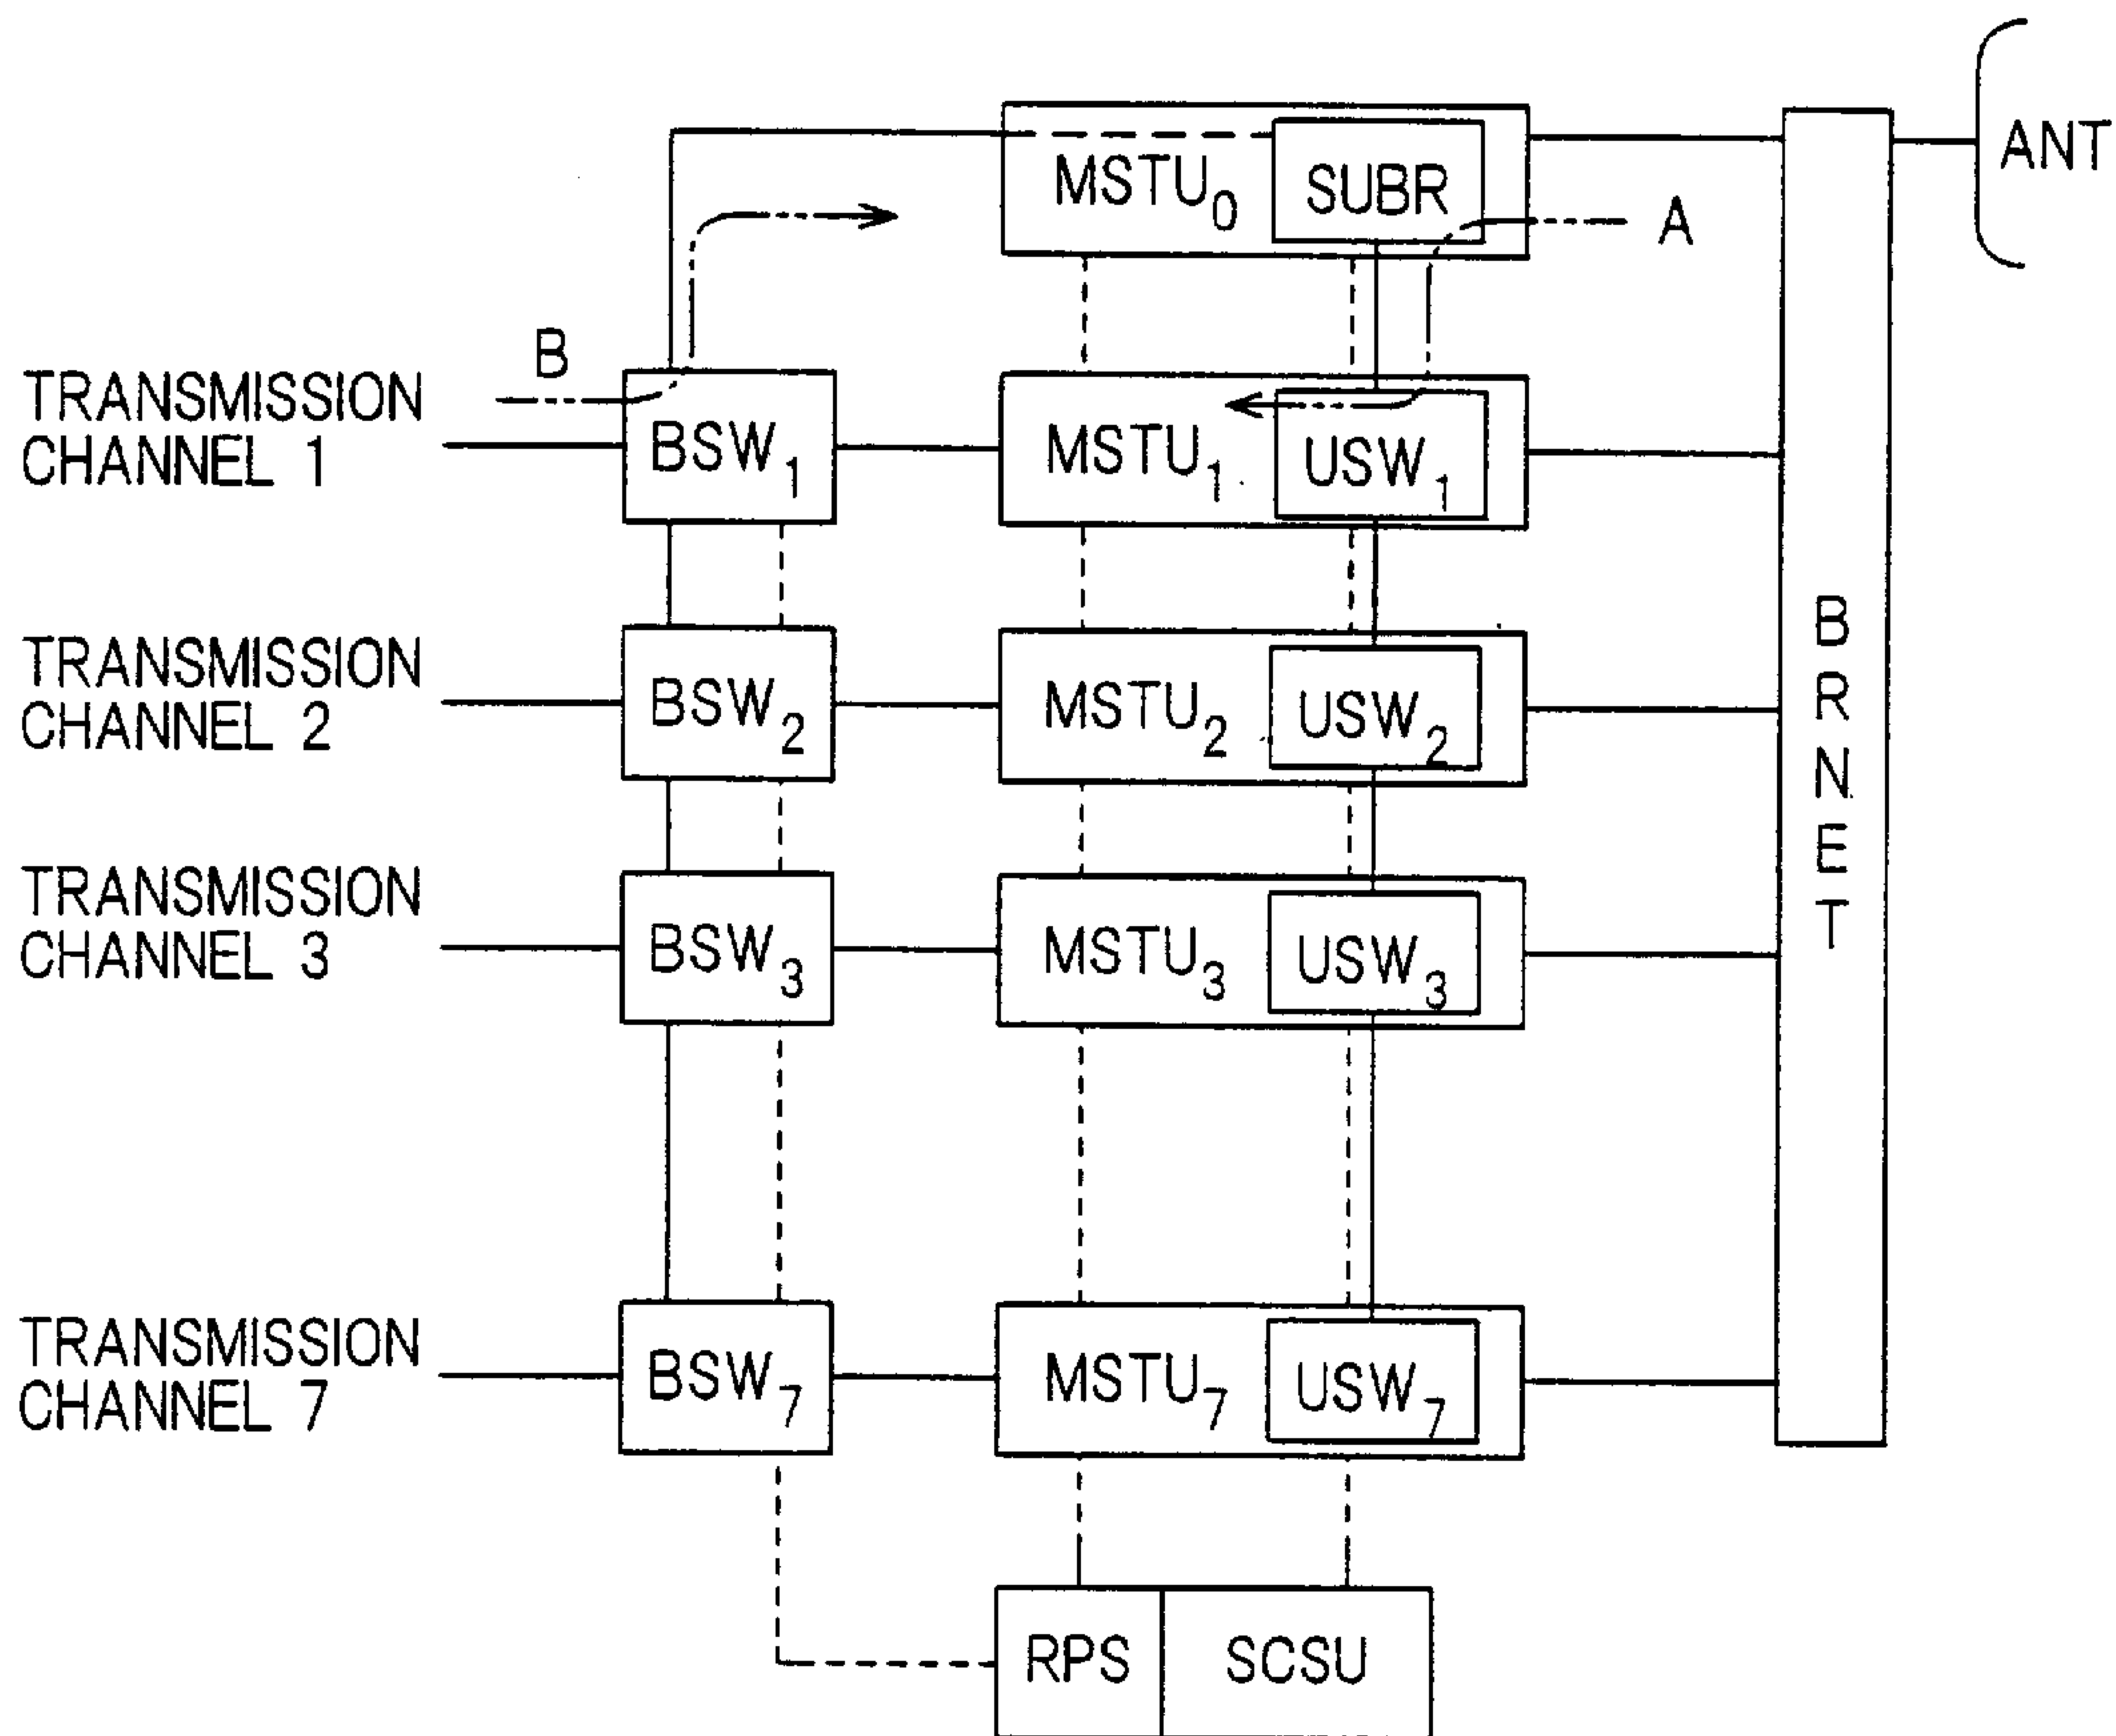 ANT
MSTU0 SUBR
A
B
TRANSMISSION
CHANNEL 1
BSW1
MSTU1 USW1
TRANSMISSION
CHANNEL 2
BSW2
MSTU2 USW2
BRNET
TRANSMISSION
CHANNEL 3
BSW3
MSTU3 USW3
TRANSMISSION
CHANNEL 7
BSW7
MSTU7 USW7
RPS SCSU